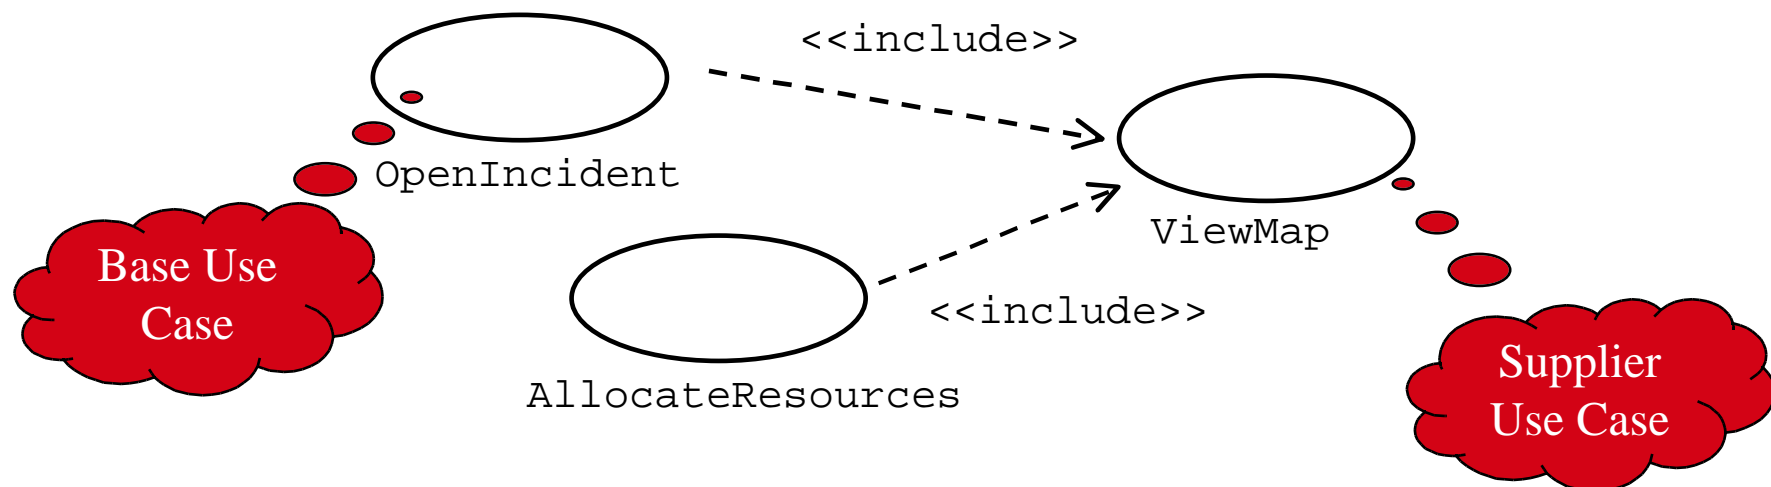 <<include>>
OpenIncident
ViewMap
Base Use
Case
<<include>>
AllocateResources
Supplier
Use Case